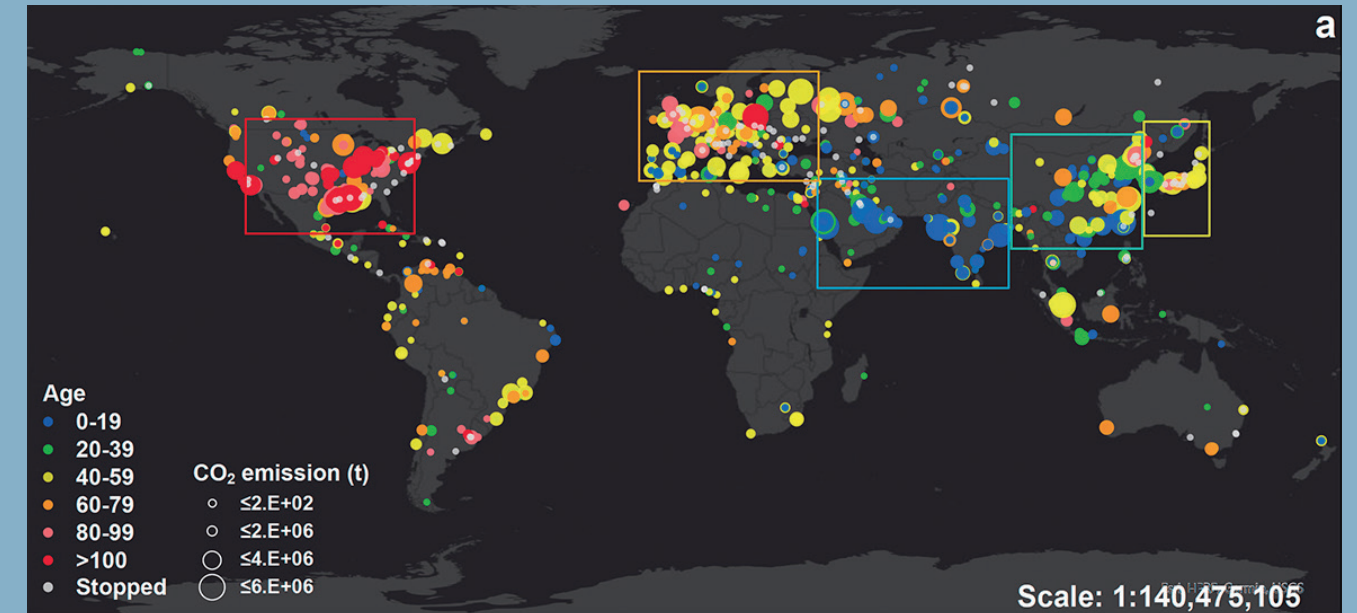 a
Age
0-19
20-39
40-59
60-79
80-99
>100
Stopped
CO₂ emission (t)
≤2.E+02
≤2.E+06
≤4.E+06
≤6.E+06
Scale: 1:140,475,105